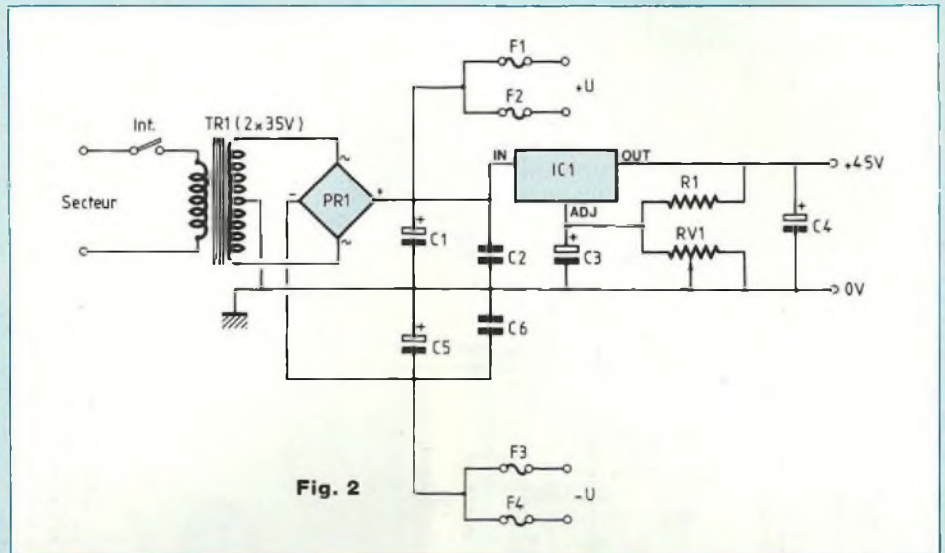 F1
+U
F2
Int.
TR1 (2x35V)
IN
OUT
IC1
+45V
Secteur
~
-
PR1
+
~
ADJ
R1
RV1
+
C1
C2
+
C3
+
C4
0V
+
C5
C6
F3
-U
F4
Fig. 2